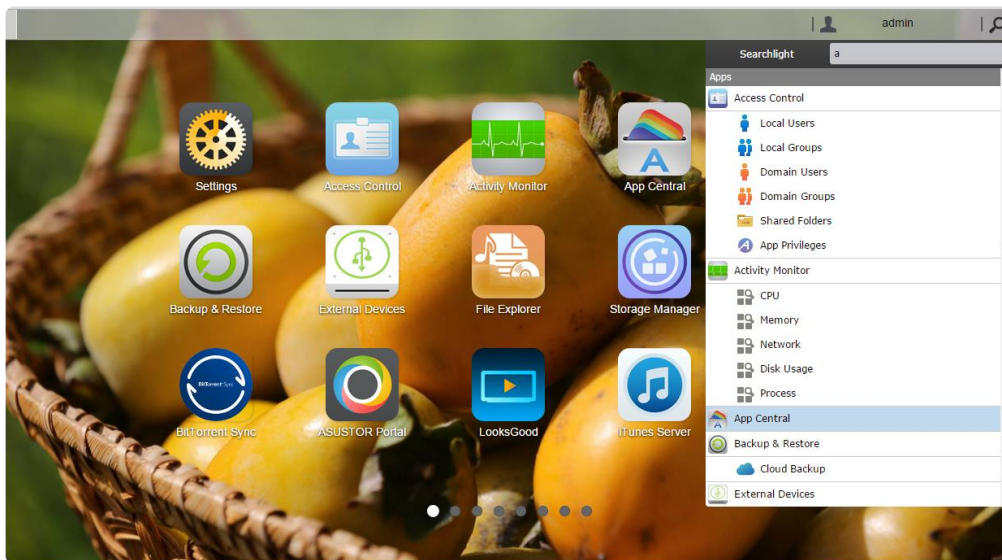 admin
Searchlight a
Apps
Access Control
Local Users
Local Groups
Domain Users
Domain Groups
Shared Folders
App Privileges
Activity Monitor
CPU
Memory
Network
Disk Usage
Process
App Central
Backup & Restore
Cloud Backup
External Devices
Settings
Access Control
Activity Monitor
App Central
Backup & Restore
External Devices
File Explorer
Storage Manager
BitTorrent Sync
BitTorrent Sync
ASUSTOR Portal
LooksGood
iTunes Server